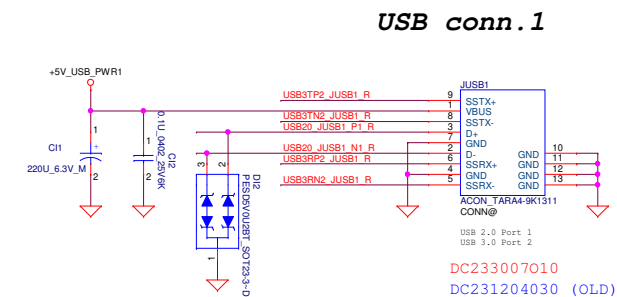 USB conn.1
+5V_USB_PWR1
JUSB1
USB3TP2_JUSB1_R 9 SSTX+
1 VBUS
USB3TN2_JUSB1_R 8 SSTX-
USB20_JUSB1_P1_R 3 D+
7 GND
USB20_JUSB1_N1_R 2 D- GND 10
USB3RP2_JUSB1_R 6 SSRX+ GND 11
4 GND GND 12
USB3RN2_JUSB1_R 5 SSRX- GND 13
ACON_TARA4-9K1311
CONN@
1
+
CI1
220U_6.3V_M
2
1
2
0.1U_0402_25V6K
CI2
3
2
1
DI2
PESD5V0U2BT_SOT23-3~D
USB 2.0 Port 1
USB 3.0 Port 2
DC233007O10
DC231204030 (OLD)